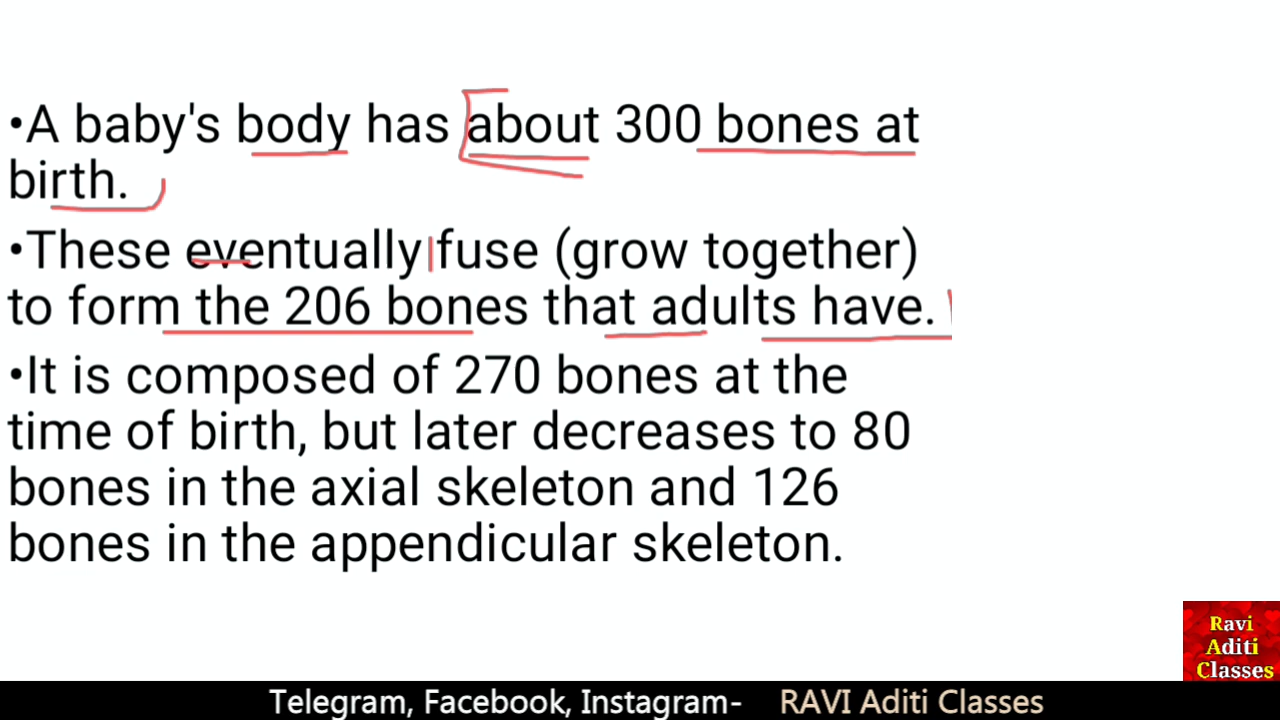 •A baby's body has about 300 bones at
birth.
•These eventually fuse (grow together)
to form the 206 bones that adults have.
•It is composed of 270 bones at the
time of birth, but later decreases to 80
bones in the axial skeleton and 126
bones in the appendicular skeleton.
Ravi
Aditi
Classes
Telegram, Facebook, Instagram- RAVI Aditi Classes